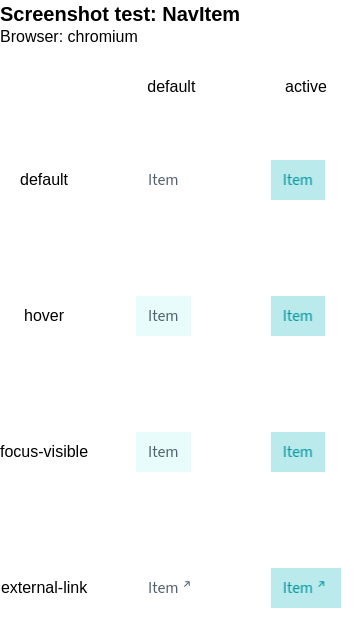 Screenshot test: NavItem
Browser: chromium
default active
default Item Item
hover Item Item
focus-visible Item Item
external-link Item ↗ Item ↗